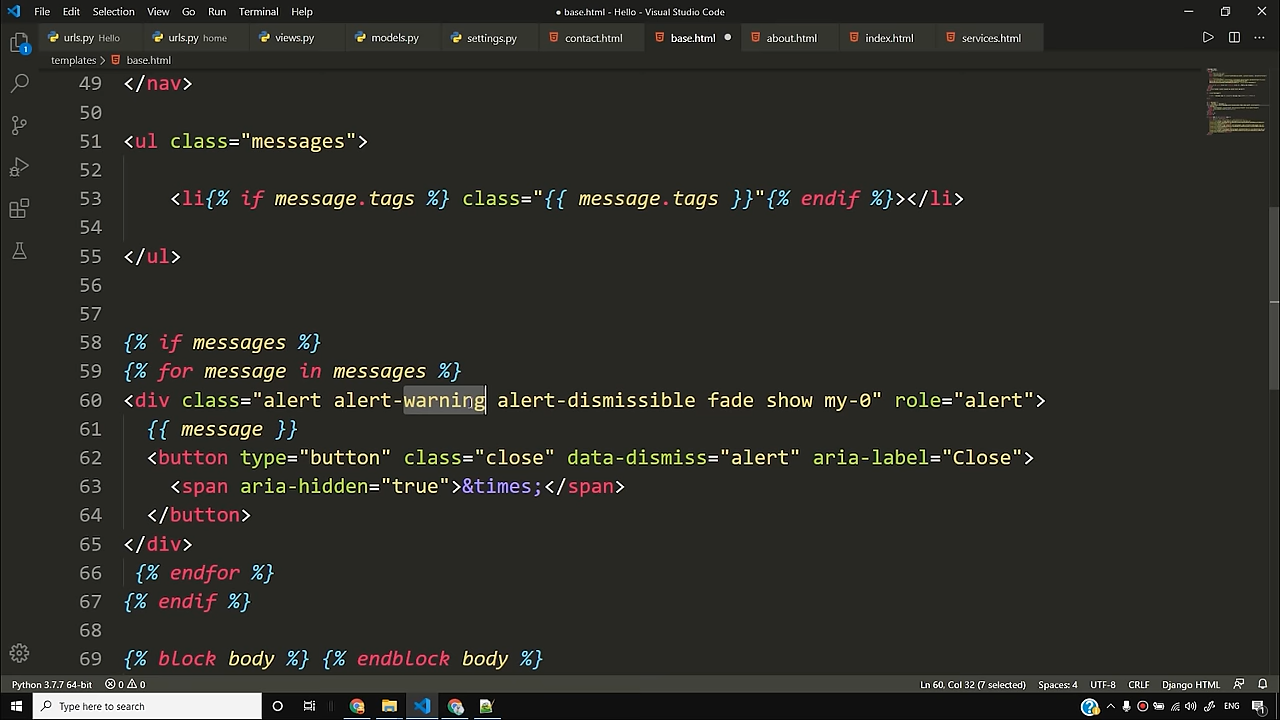 File Edit Selection View Go Run Terminal Help
● base.html - Hello - Visual Studio Code
urls.py Hello urls.py home views.py models.py settings.py contact.html base.html about.html index.html services.html
templates > base.html
49 </nav>
50
51 <ul class="messages">
52
53 <li{% if message.tags %} class="{{ message.tags }}"{% endif %}></li>
54
55 </ul>
56
57
58 {% if messages %}
59 {% for message in messages %}
60 <div class="alert alert-warning alert-dismissible fade show my-0" role="alert">
61 {{ message }}
62 <button type="button" class="close" data-dismiss="alert" aria-label="Close">
63 <span aria-hidden="true">&times;</span>
64 </button>
65 </div>
66 {% endfor %}
67 {% endif %}
68
69 {% block body %} {% endblock body %}
1
Python 3.7.7 64-bit 0 0 Ln 60, Col 32 (7 selected) Spaces: 4 UTF-8 CRLF Django HTML
Type here to search ENG